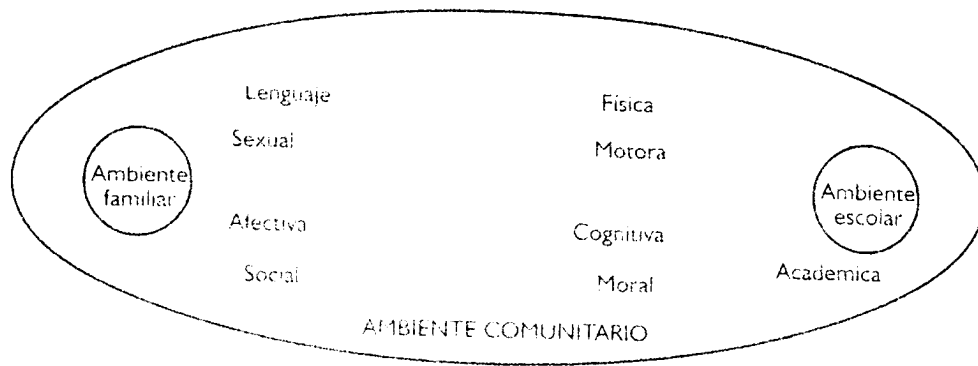 Lenguaje
Física
Sexual
Motora
Ambiente
familiar
Ambiente
escolar
Afectiva
Cognitiva
Social
Moral
Academica
AMBIENTE COMUNITARIO